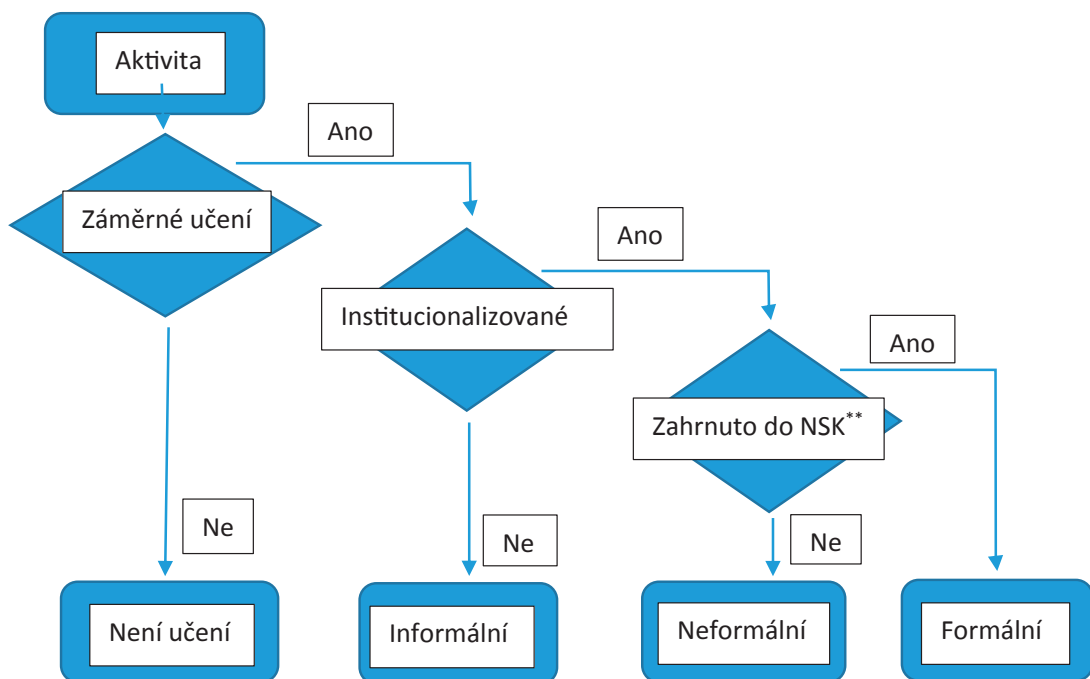 Aktivita
Ano
Záměrné učení
Ano
Institucionalizované
Ano
Zahrnuto do NSK**
Ne
Ne
Ne
Není učení
Informální
Neformální
Formální